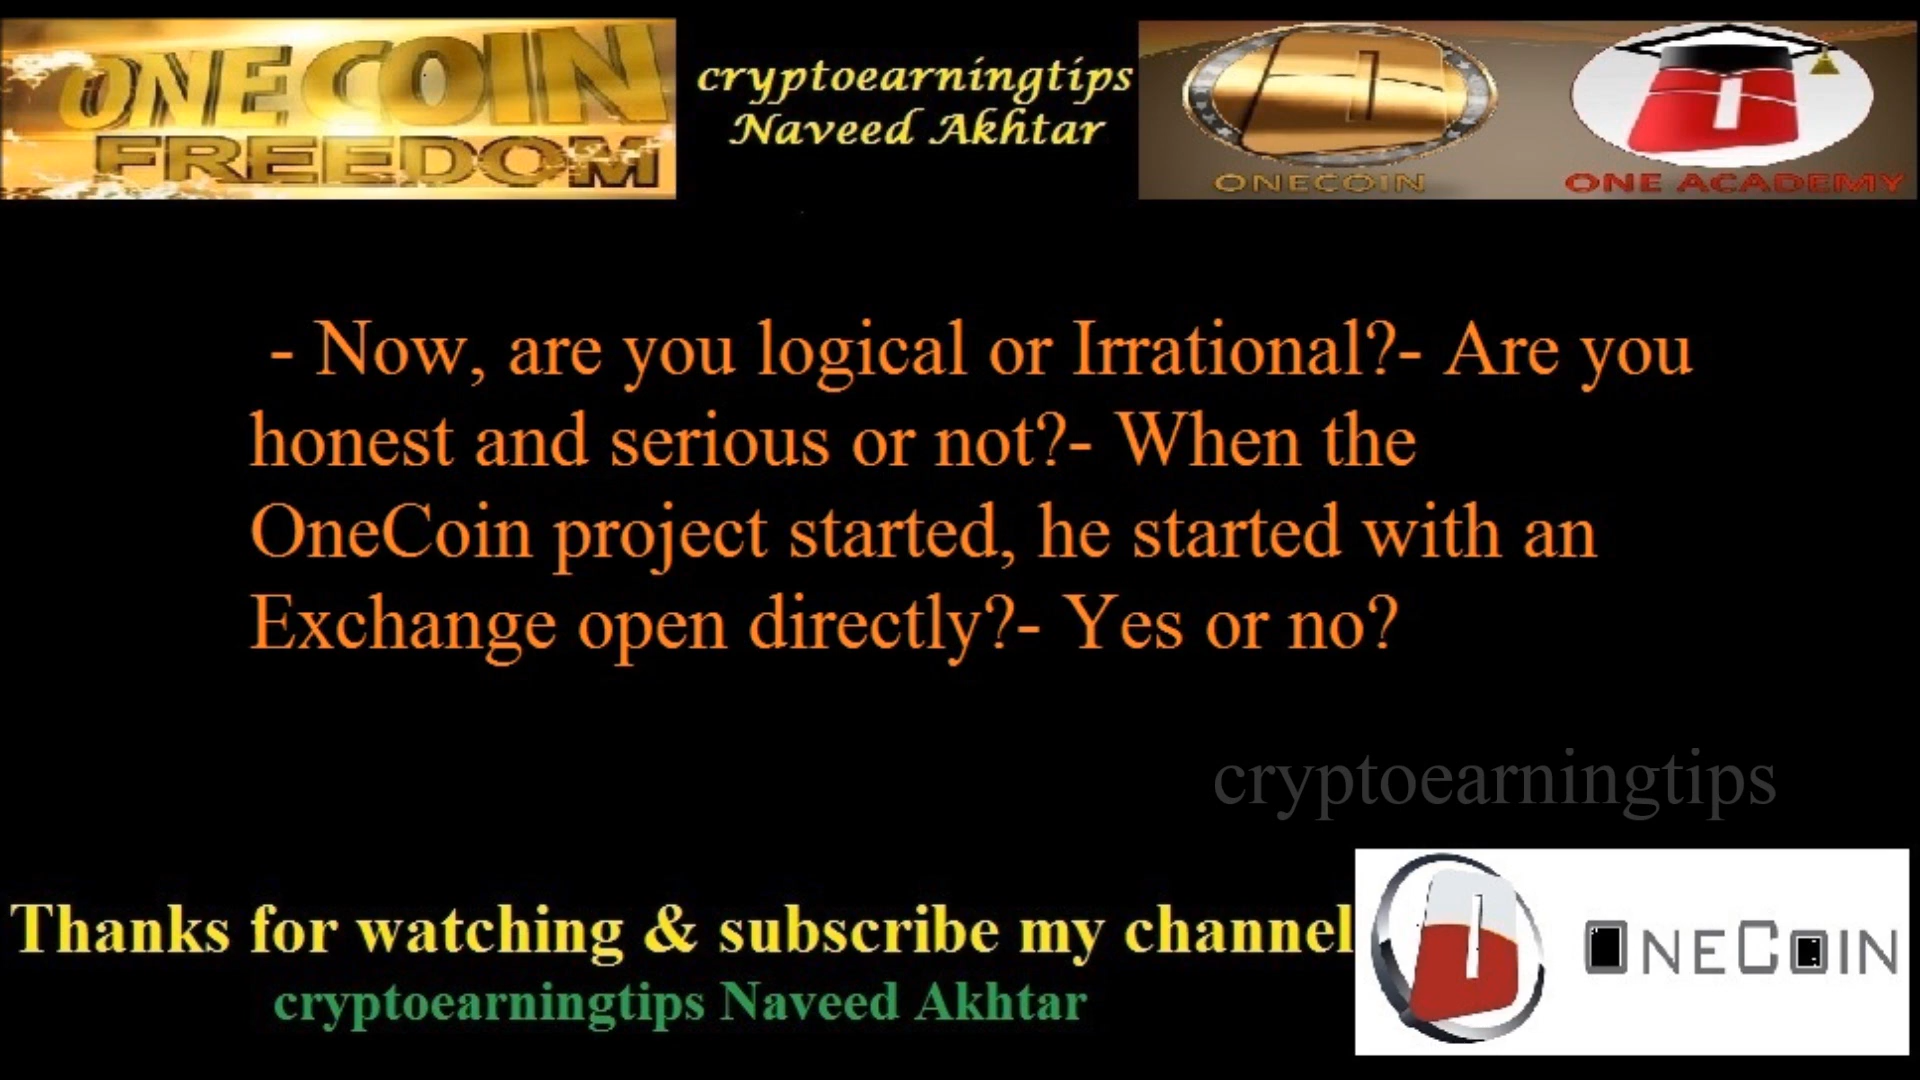 ONE COIN
FREEDOM
cryptoearningtips
Naveed Akhtar
ONECOIN
ONE ACADEMY
- Now, are you logical or Irrational?- Are you
honest and serious or not?- When the
OneCoin project started, he started with an
Exchange open directly?- Yes or no?
cryptoearningtips
Thanks for watching & subscribe my channel
cryptoearningtips Naveed Akhtar
ONECOIN